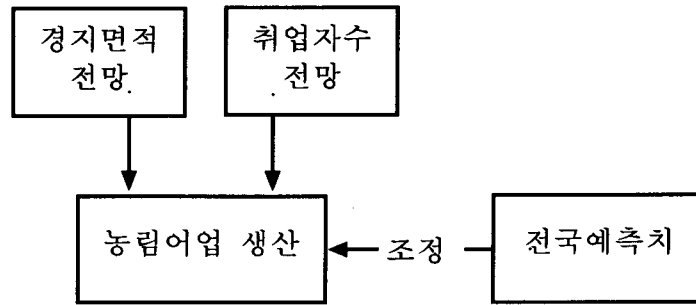 경지면적
전망
취업자수
전망
농림어업 생산
조정
전국예측치